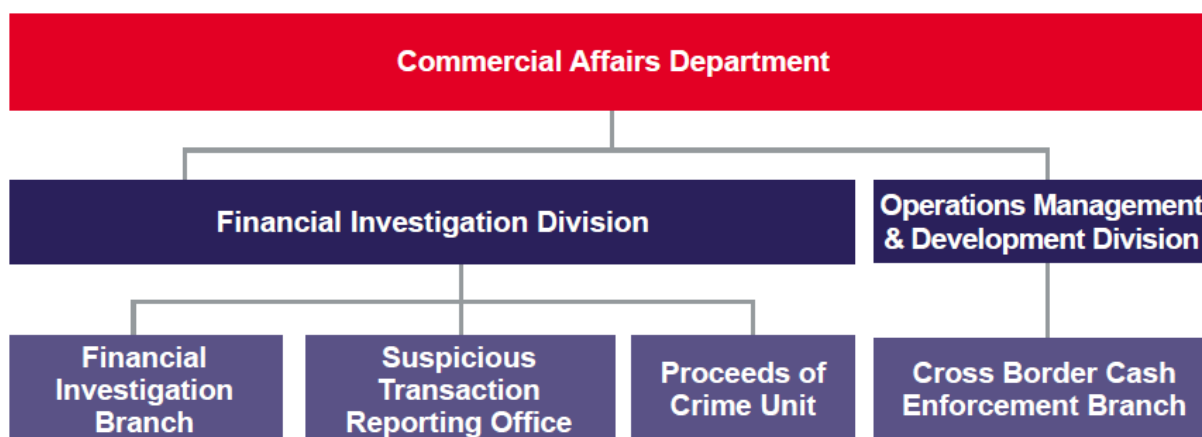 Commercial Affairs Department
Financial Investigation Division
Operations Management
& Development Division
Financial
Investigation
Branch
Suspicious
Transaction
Reporting Office
Proceeds of
Crime Unit
Cross Border Cash
Enforcement Branch